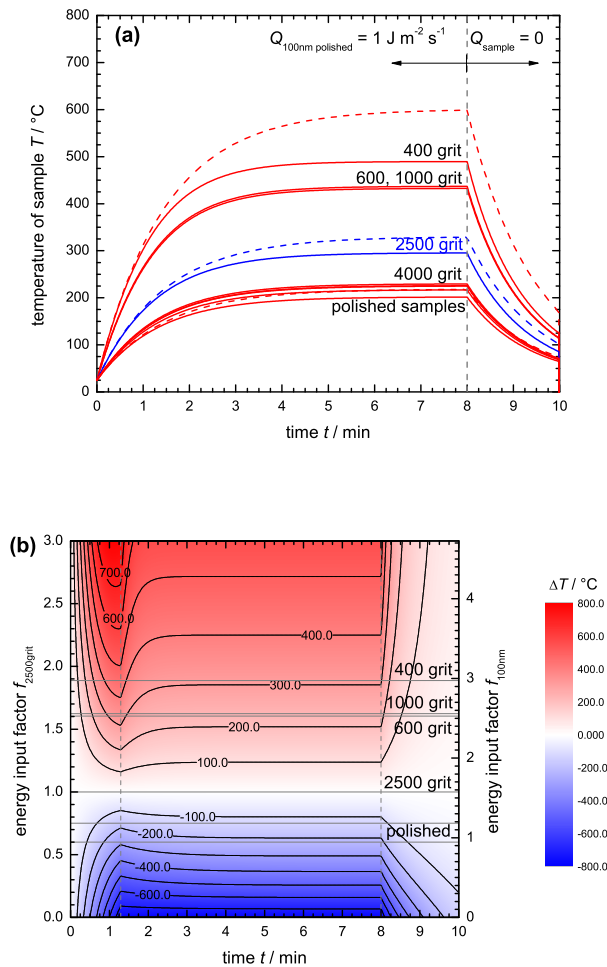 (a)
Q100nm polished = 1 J m-2 s-1
Qsample = 0
800
700
600
500
400
300
200
100
0
temperature of sample T / °C
400 grit
600, 1000 grit
2500 grit
4000 grit
polished samples
0 1 2 3 4 5 6 7 8 9 10
time t / min
(b)
3.0
2.5
2.0
1.5
1.0
0.5
0.0
energy input factor f2500grit
700.0
600.0
400.0
300.0
200.0
100.0
-100.0
-200.0
-400.0
-600.0
400 grit
1000 grit
600 grit
2500 grit
polished
4
3
2
1
0
energy input factor f100nm
0 1 2 3 4 5 6 7 8 9 10
time t / min
ΔT / °C
800.0
600.0
400.0
200.0
0.000
-200.0
-400.0
-600.0
-800.0